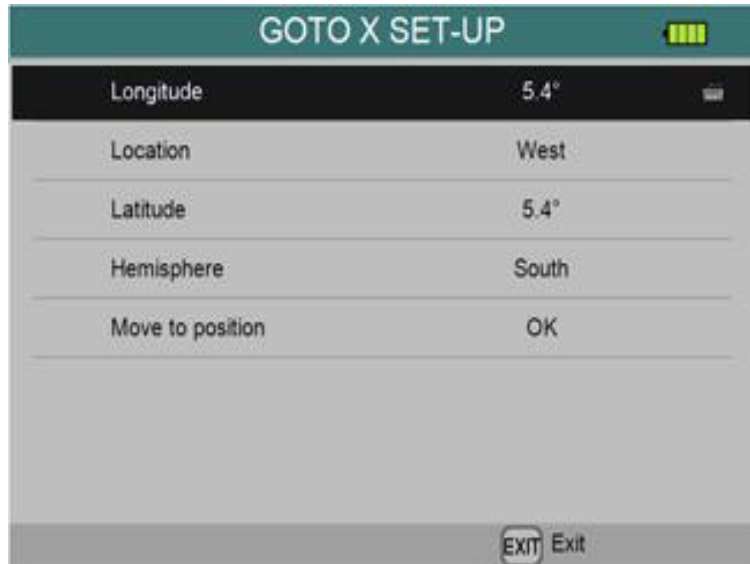 GOTO X SET-UP
Longitude 5.4°
Location West
Latitude 5.4°
Hemisphere South
Move to position OK
EXIT Exit